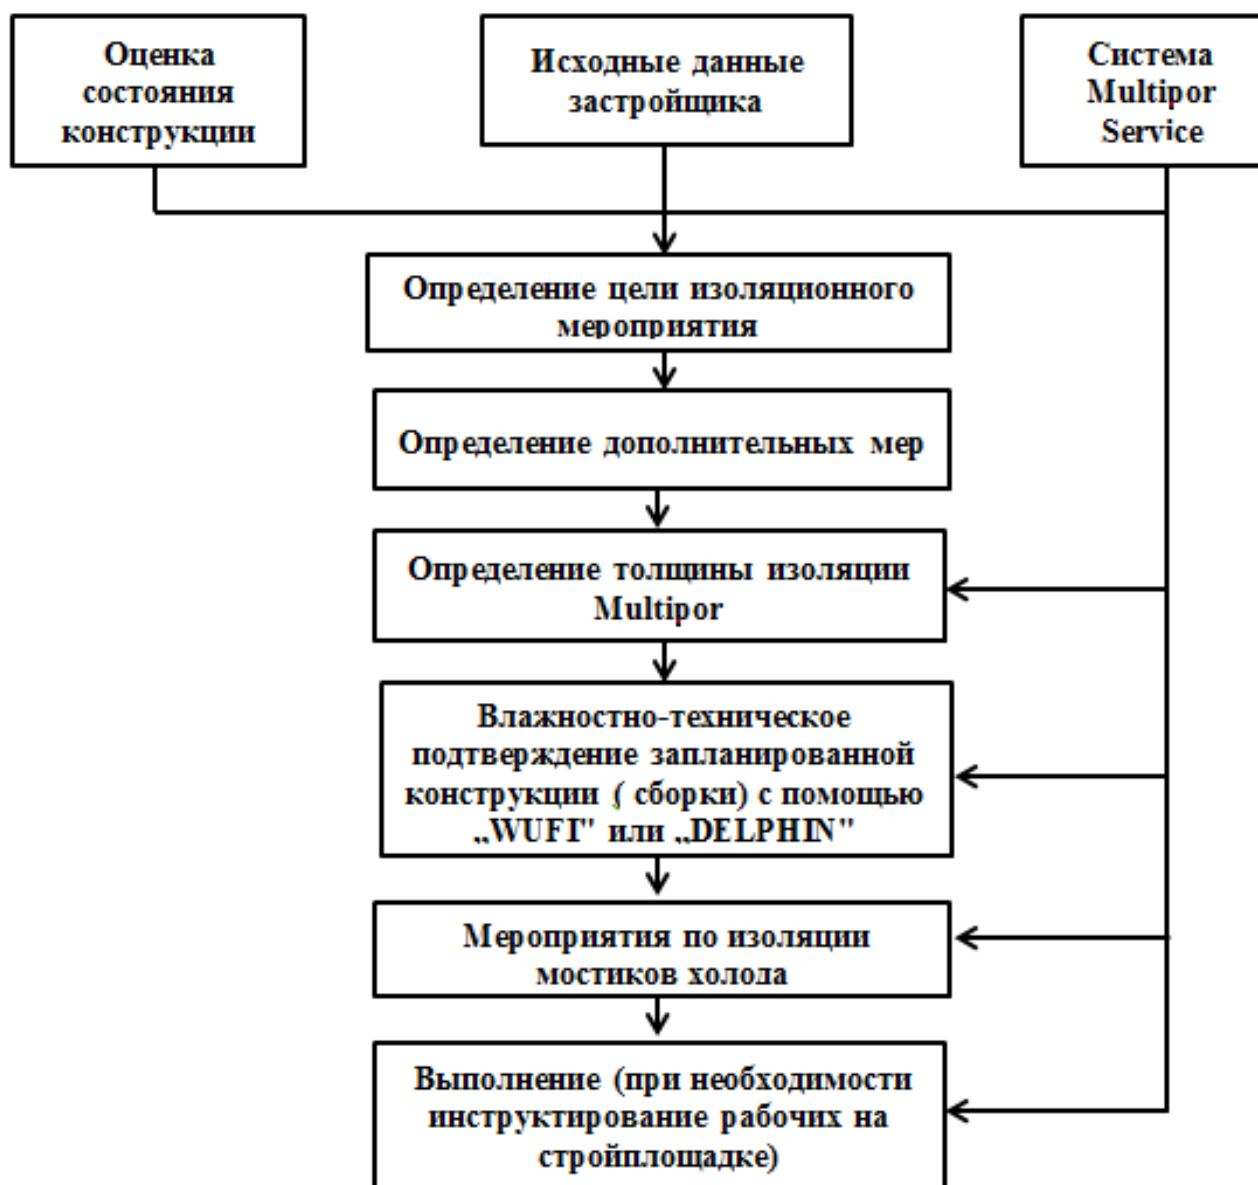 Оценка
состояния
конструкции
Исходные данные
застройщика
Система
Multipor
Service
Определение цели изоляционного
мероприятия
Определение дополнительных мер
Определение толщины изоляции
Multipor
Влажностно-техническое
подтверждение запланированной
конструкции ( сборки) с помощью
„WUFI" или „DELPHIN"
Мероприятия по изоляции
мостиков холода
Выполнение (при необходимости
инструктирование рабочих на
стройплощадке)